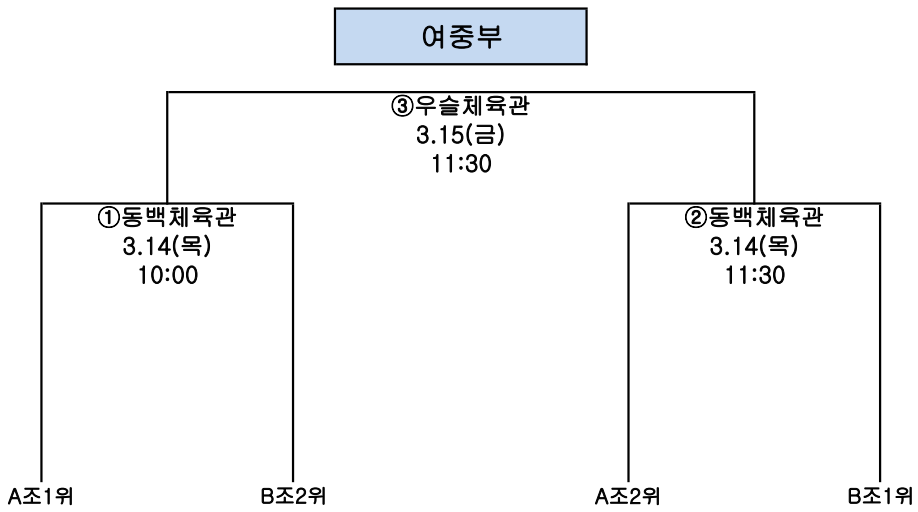 여중부
③우슬체육관
3.15(금)
11:30
①동백체육관
3.14(목)
10:00
②동백체육관
3.14(목)
11:30
A조1위
B조2위
A조2위
B조1위